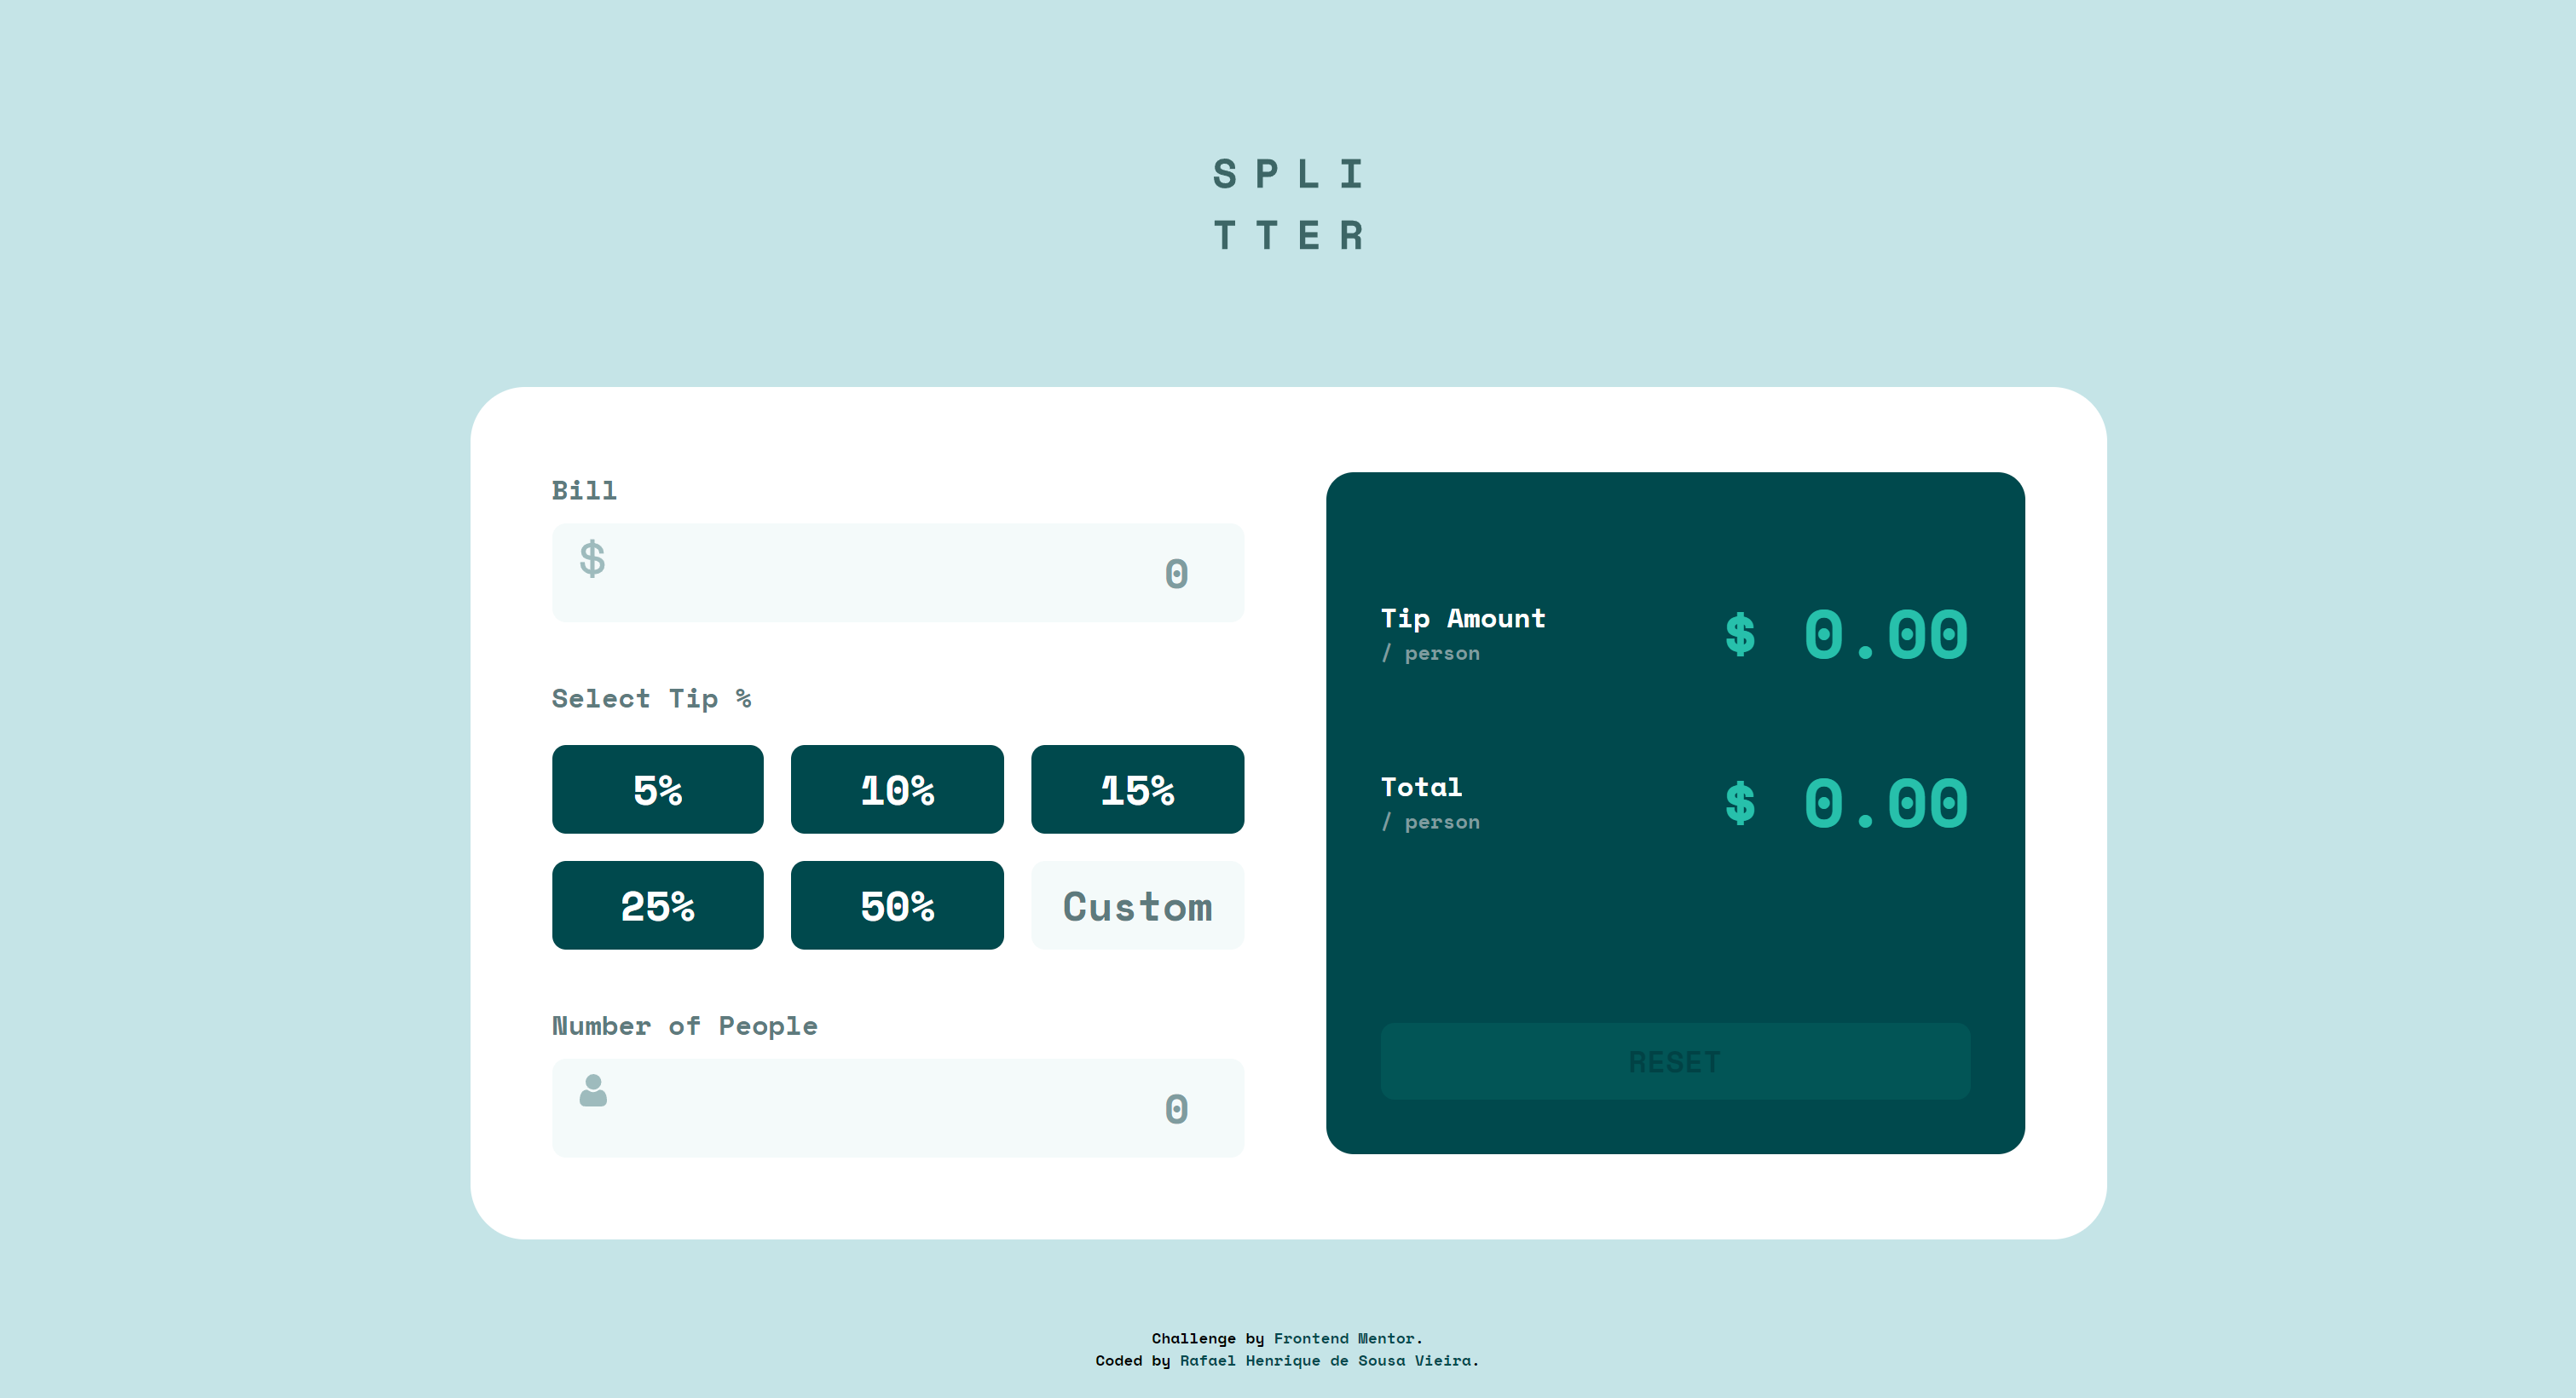 S P L I
T T E R
Bill
$ 0
Select Tip %
5% 10% 15%
25% 50% Custom
Number of People
0
Tip Amount
/ person
$ 0.00
Total
/ person
$ 0.00
RESET
Challenge by Frontend Mentor.
Coded by Rafael Henrique de Sousa Vieira.